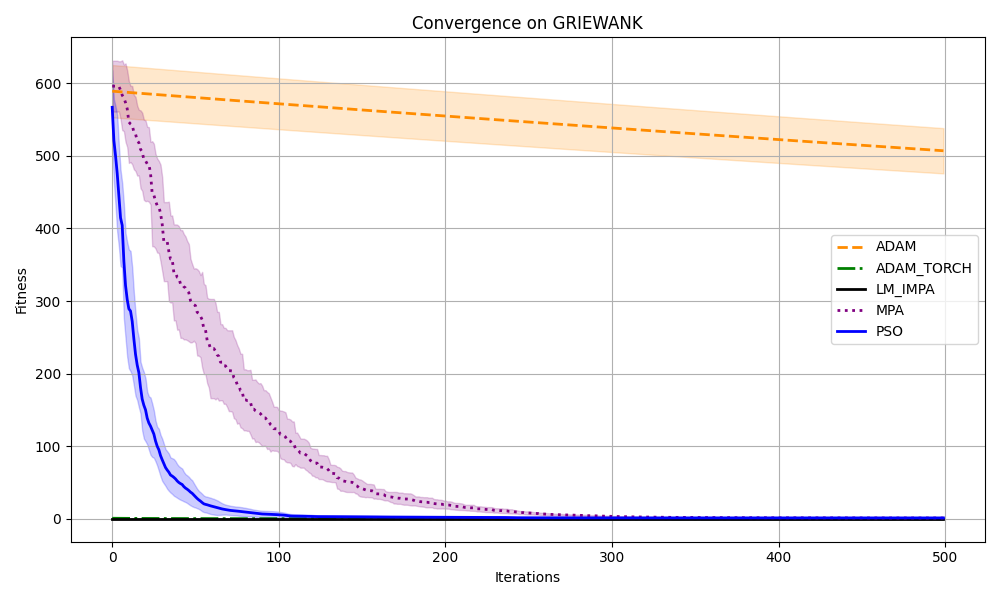 Convergence on GRIEWANK
Fitness
600
500
400
300
200
100
0
0
100
200
300
400
500
Iterations
ADAM
ADAM_TORCH
LM_IMPA
MPA
PSO